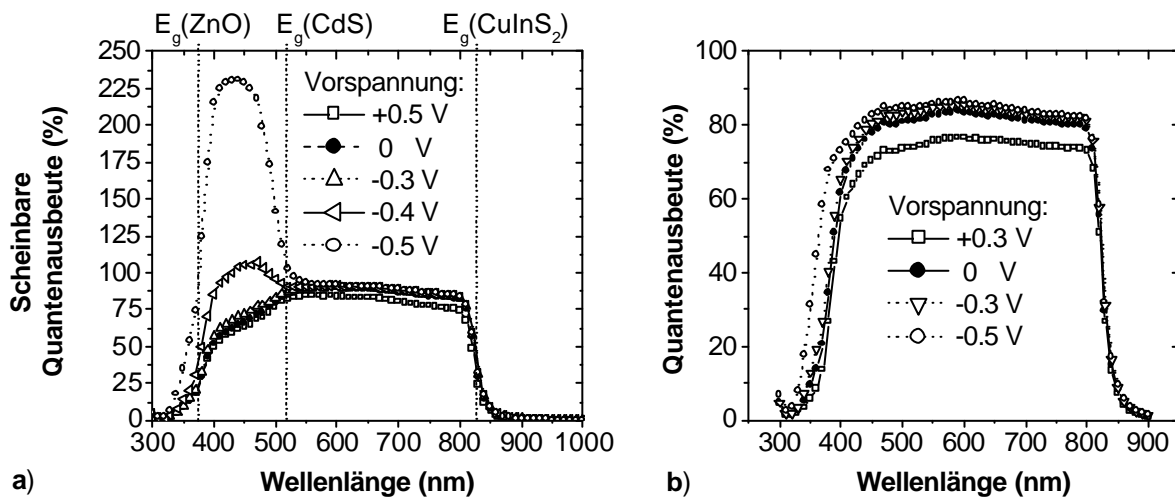 E_g(ZnO) E_g(CdS) E_g(CuInS₂)
Scheinbare
Quantenausbeute (%)
250
225
200
175
150
125
100
75
50
25
0
Vorspannung:
+0.5 V
0 V
-0.3 V
-0.4 V
-0.5 V
300 400 500 600 700 800 900 1000
Wellenlänge (nm)
a)
Quantenausbeute (%)
100
80
60
40
20
0
Vorspannung:
+0.3 V
0 V
-0.3 V
-0.5 V
300 400 500 600 700 800 900
Wellenlänge (nm)
b)